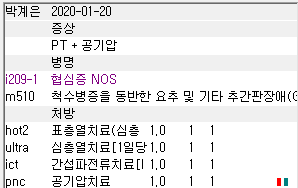 박계은 2020-01-20
증상
PT + 공기압
병명
i209-1 협심증 NOS
m510 척수병증을 동반한 요추 및 기타 추간판장애(G
처방
hot2 표층열치료(심층 1.0 1 1
ultra 심층열치료[1일당 1.0 1 1
ict 간섭파전류치료[I 1.0 1 1
pnc 공기압치료 1.0 1 1